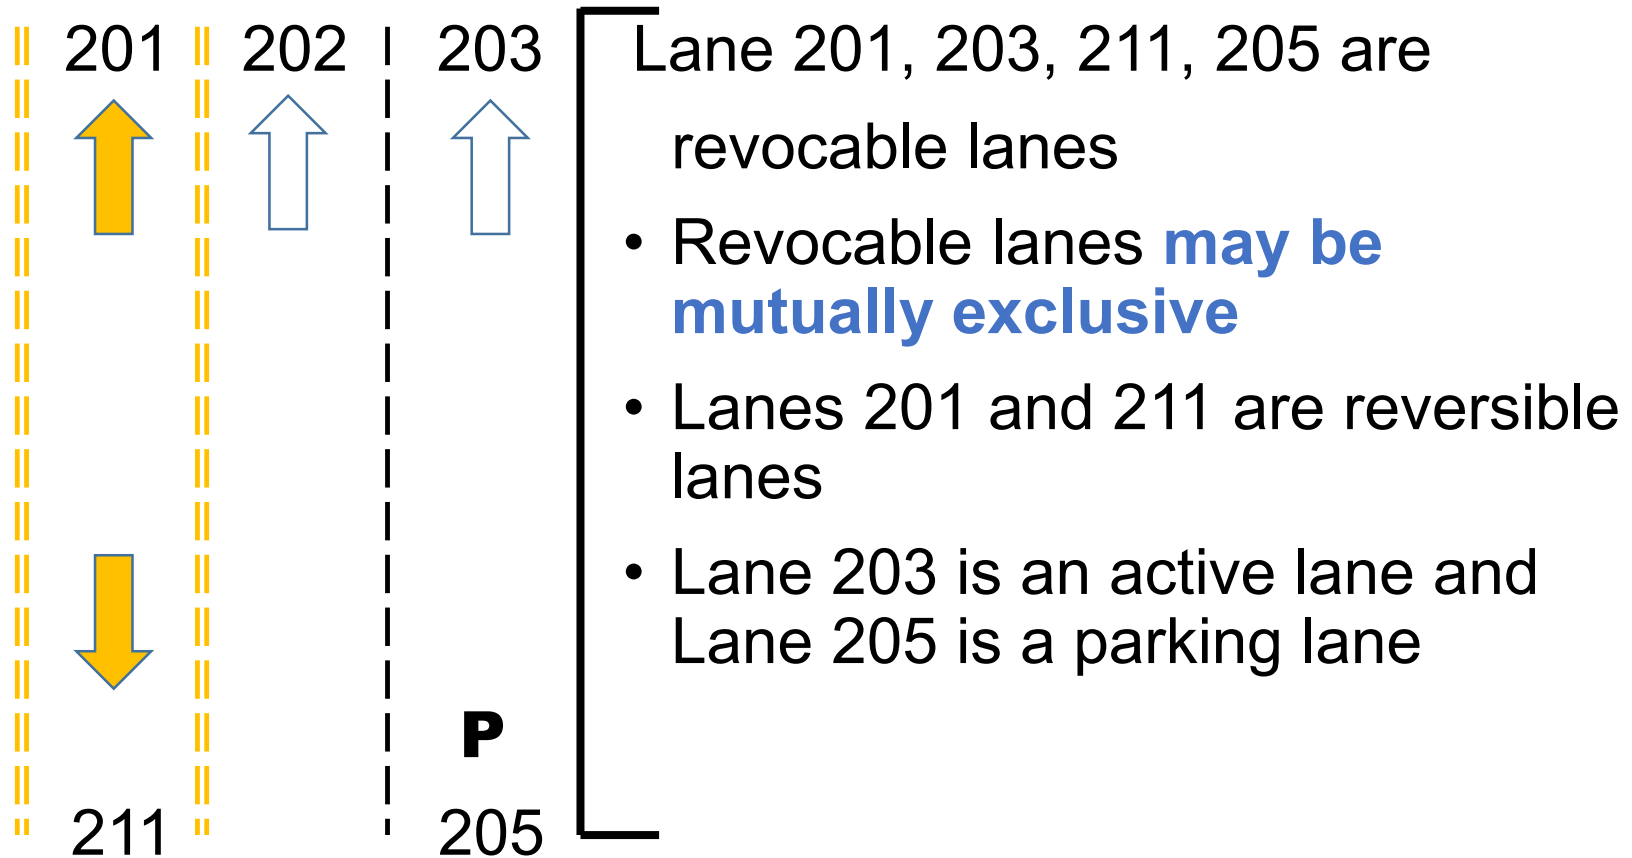 201 202 203
P
211 205
Lane 201, 203, 211, 205 are
revocable lanes
• Revocable lanes may be
mutually exclusive
• Lanes 201 and 211 are reversible
lanes
• Lane 203 is an active lane and
Lane 205 is a parking lane